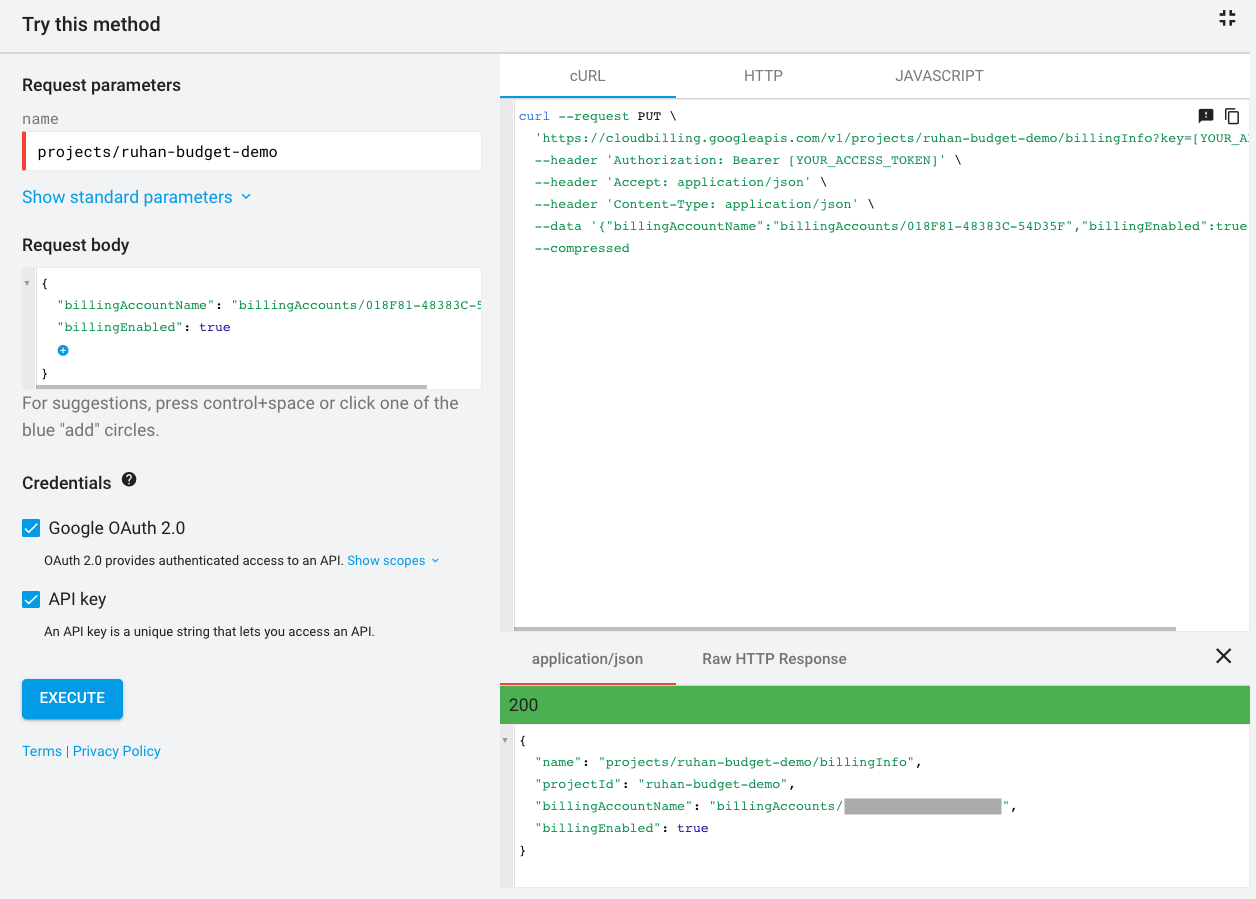 Try this method
Request parameters
name
projects/ruhan-budget-demo
Show standard parameters
Request body
{
"billingAccountName": "billingAccounts/018F81-48383C-5
"billingEnabled": true
}
For suggestions, press control+space or click one of the
blue "add" circles.
Credentials
Google OAuth 2.0
OAuth 2.0 provides authenticated access to an API. Show scopes
API key
An API key is a unique string that lets you access an API.
EXECUTE
Terms | Privacy Policy
cURL HTTP JAVASCRIPT
curl --request PUT \
'https://cloudbilling.googleapis.com/v1/projects/ruhan-budget-demo/billingInfo?key=[YOUR_A
--header 'Authorization: Bearer [YOUR_ACCESS_TOKEN]' \
--header 'Accept: application/json' \
--header 'Content-Type: application/json' \
--data '{"billingAccountName":"billingAccounts/018F81-48383C-54D35F","billingEnabled":true
--compressed
application/json Raw HTTP Response
200
{
"name": "projects/ruhan-budget-demo/billingInfo",
"projectId": "ruhan-budget-demo",
"billingAccountName": "billingAccounts/ ",
"billingEnabled": true
}